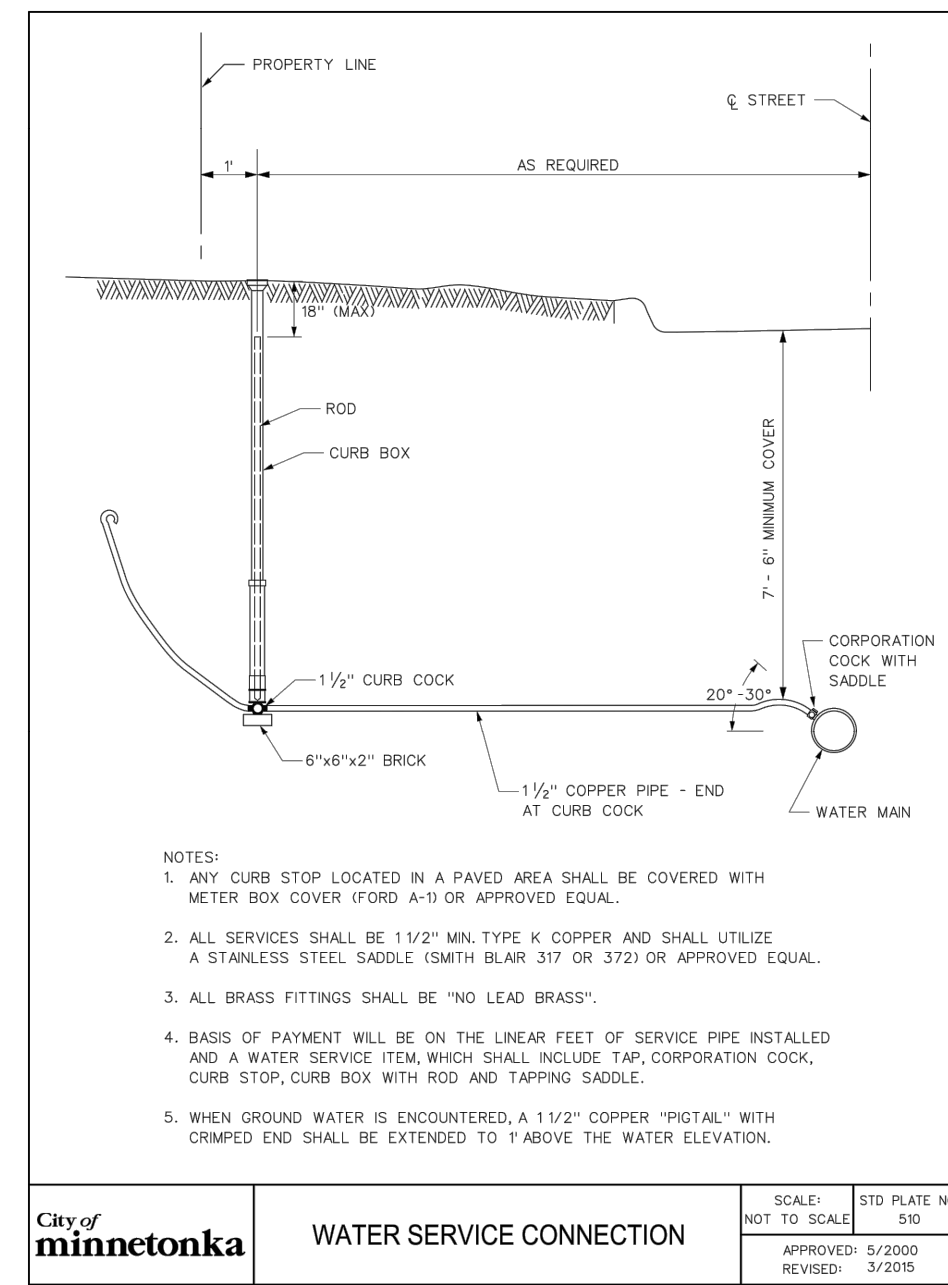 PROPERTY LINE
℄ STREET
1'
AS REQUIRED
18" (MAX)
ROD
CURB BOX
7' - 6" MINIMUM COVER
CORPORATION
COCK WITH
SADDLE
1 1/2" CURB COCK
20° -30°
6"x6"x2" BRICK
1 1/2" COPPER PIPE - END
AT CURB COCK
WATER MAIN
NOTES:
1. ANY CURB STOP LOCATED IN A PAVED AREA SHALL BE COVERED WITH
METER BOX COVER (FORD A-1) OR APPROVED EQUAL.
2. ALL SERVICES SHALL BE 1 1/2" MIN. TYPE K COPPER AND SHALL UTILIZE
A STAINLESS STEEL SADDLE (SMITH BLAIR 317 OR 372) OR APPROVED EQUAL.
3. ALL BRASS FITTINGS SHALL BE "NO LEAD BRASS".
4. BASIS OF PAYMENT WILL BE ON THE LINEAR FEET OF SERVICE PIPE INSTALLED
AND A WATER SERVICE ITEM, WHICH SHALL INCLUDE TAP, CORPORATION COCK,
CURB STOP, CURB BOX WITH ROD AND TAPPING SADDLE.
5. WHEN GROUND WATER IS ENCOUNTERED, A 1 1/2" COPPER "PIGTAIL" WITH
CRIMPED END SHALL BE EXTENDED TO 1' ABOVE THE WATER ELEVATION.
City of
minnetonka
WATER SERVICE CONNECTION
SCALE:
NOT TO SCALE
STD PLATE N
510
APPROVED: 5/2000
REVISED: 3/2015